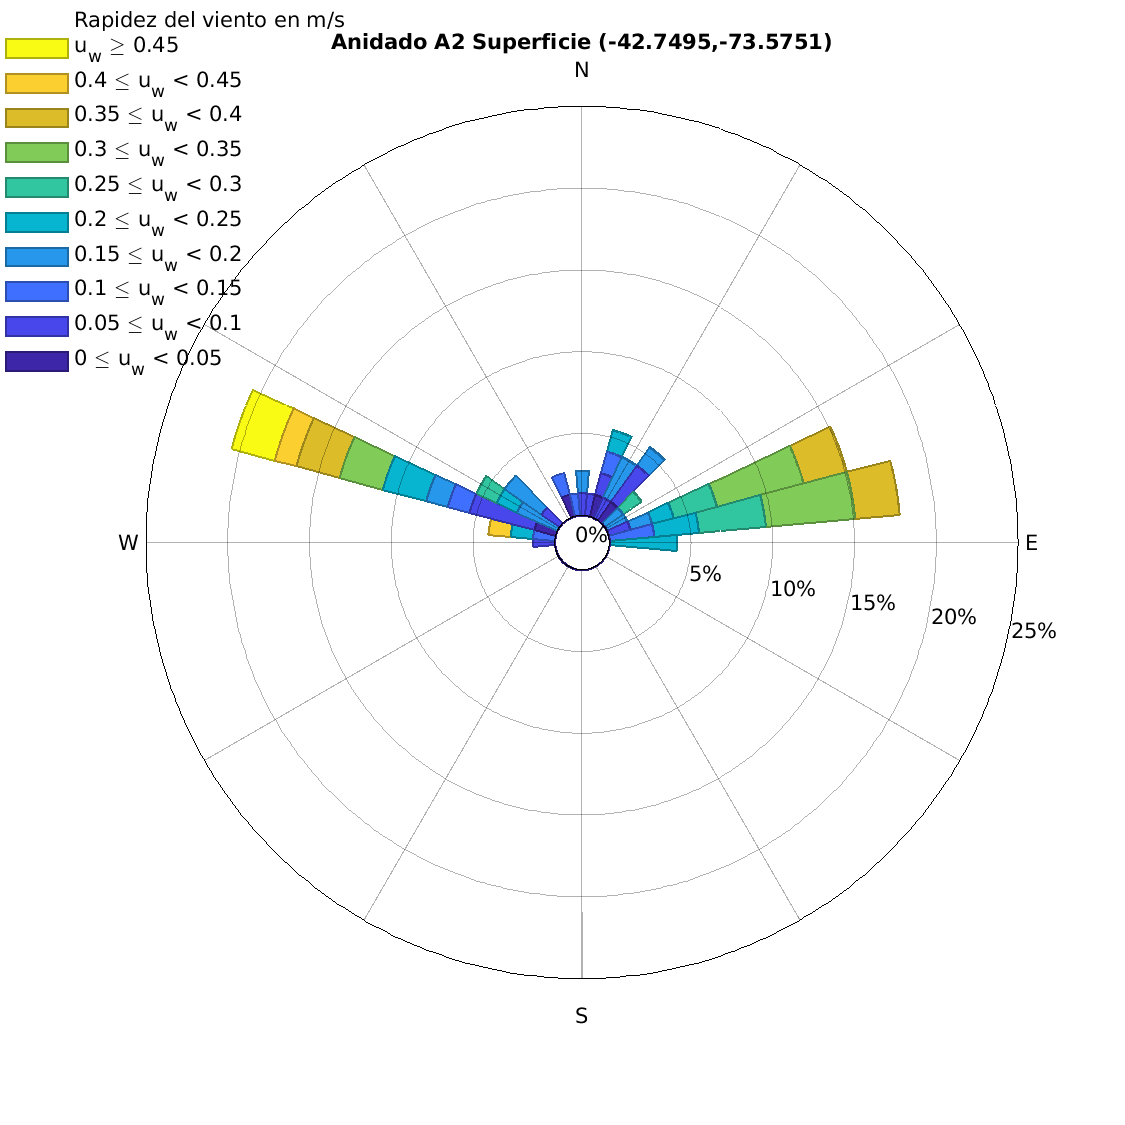 Rapidez del viento en m/s
Anidado A2 Superficie (-42.7495,-73.5751)
u_w ≥ 0.45
0.4 ≤ u_w < 0.45
0.35 ≤ u_w < 0.4
0.3 ≤ u_w < 0.35
0.25 ≤ u_w < 0.3
0.2 ≤ u_w < 0.25
0.15 ≤ u_w < 0.2
0.1 ≤ u_w < 0.15
0.05 ≤ u_w < 0.1
0 ≤ u_w < 0.05
N
W
E
S
0%
5%
10%
15%
20%
25%